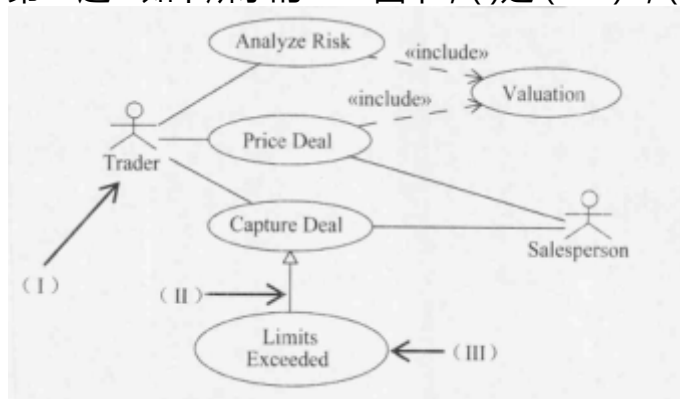 Analyze Risk
«include»
«include»
Valuation
Price Deal
Trader
Capture Deal
Salesperson
（I）
（II）
Limits
Exceeded
（III）